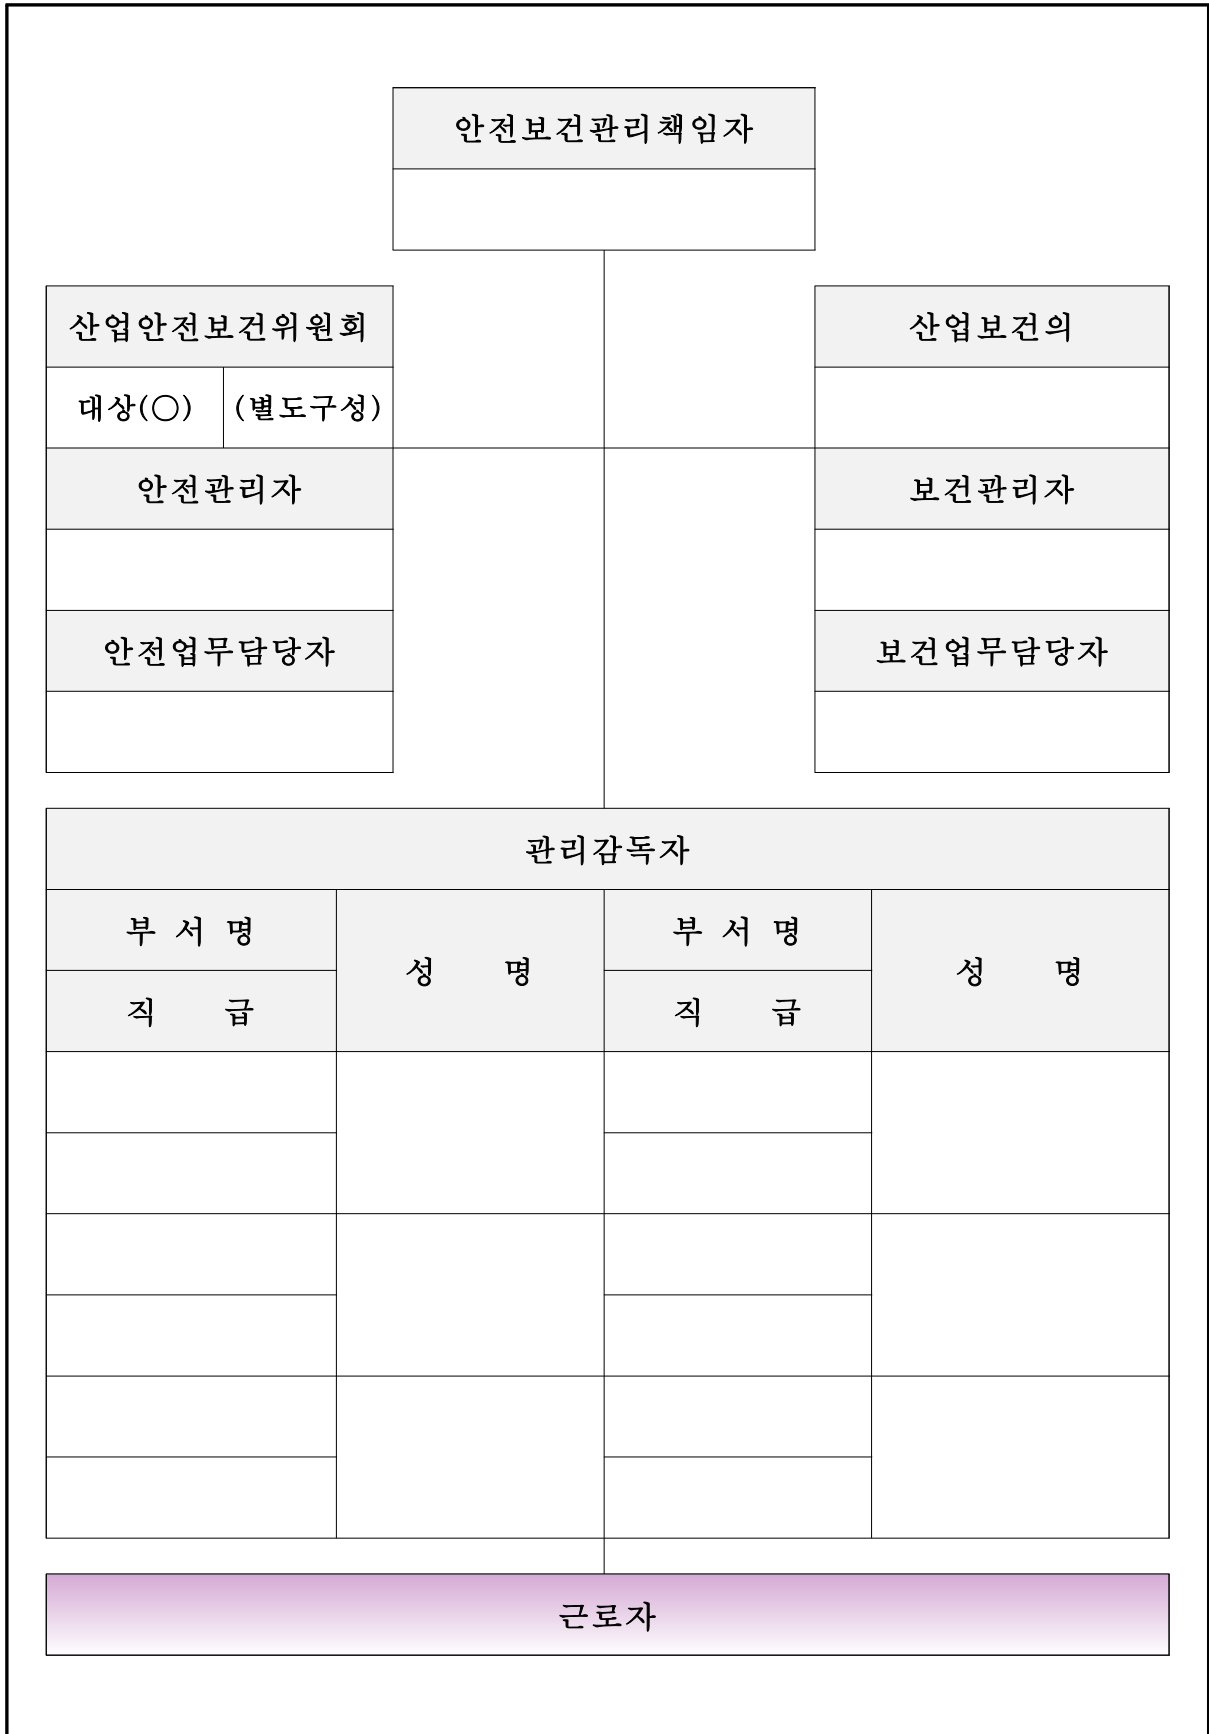 안전보건관리책임자
산업안전보건위원회
산업보건의
대상(○) (별도구성)
안전관리자
보건관리자
안전업무담당자
보건업무담당자
관리감독자
부 서 명 성 명 부 서 명 성 명
직 급 직 급
근로자